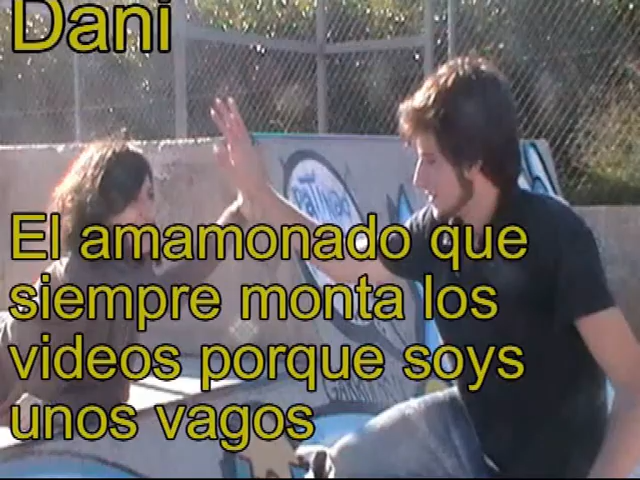 Dani
El amamonado que
siempre monta los
videos porque soys
unos vagos